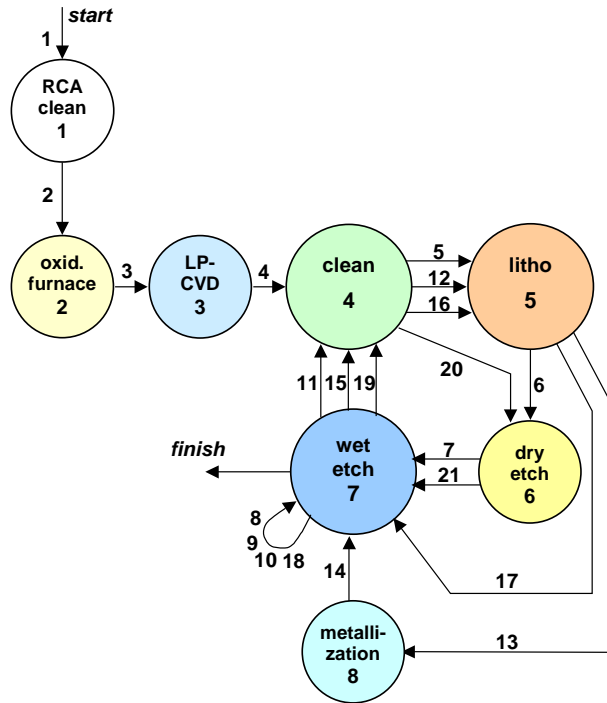 start
1
RCA
clean
1
2
oxid.
furnace
2
3
LP-
CVD
3
4
clean
4
5
12
16
litho
5
11
15
19
20
6
finish
wet
etch
7
7
21
dry
etch
6
8
9
10
18
14
17
metalli-
zation
8
13